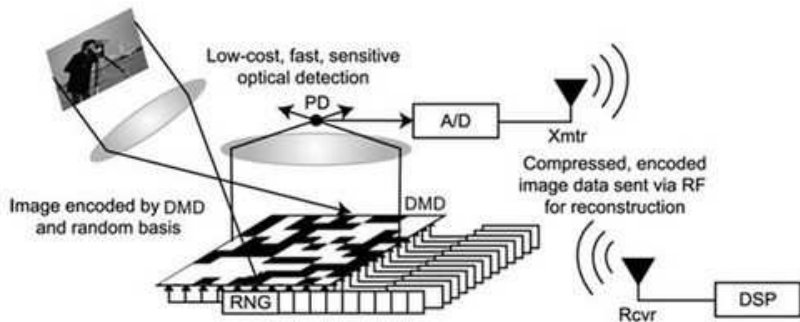 Low-cost, fast, sensitive
optical detection
PD
A/D
Xmtr
Compressed, encoded
image data sent via RF
for reconstruction
Image encoded by DMD
and random basis
DMD
RNG
Rcvr
DSP